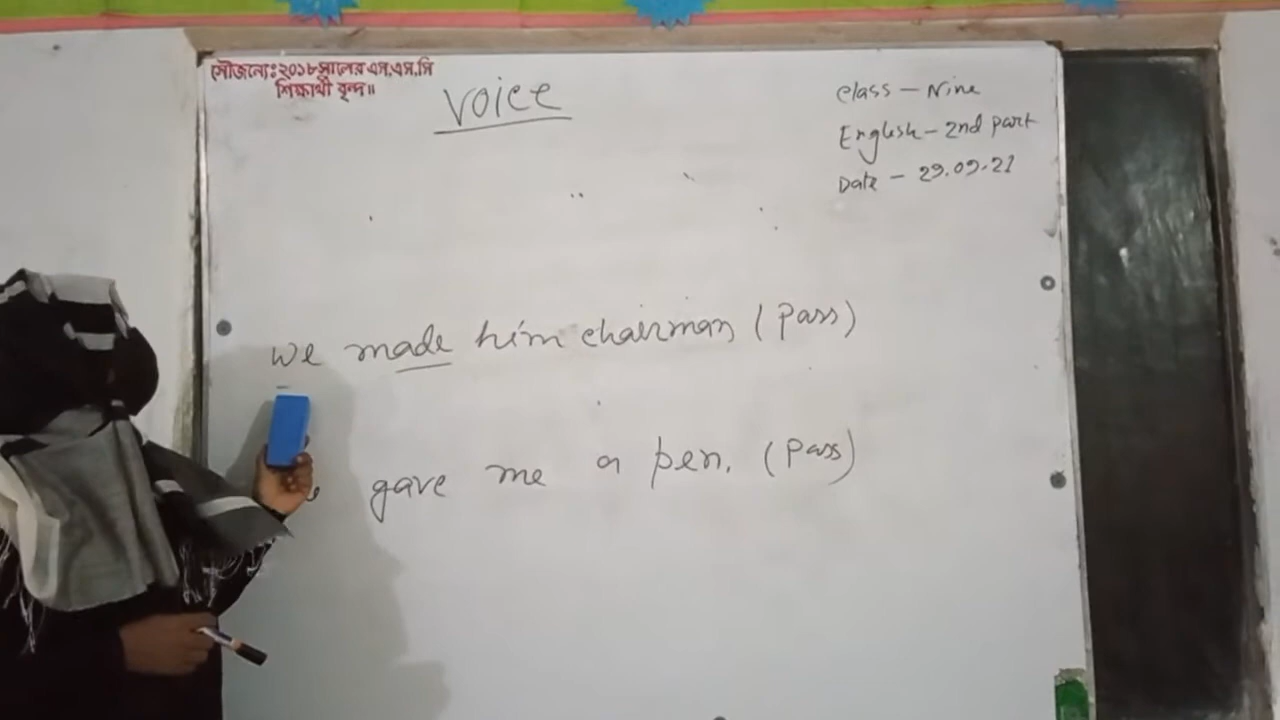 সৌজন্যেঃ ২০১৮ সালের এস.এস.সি
শিক্ষার্থী বৃন্দ॥
Voice
Class - Nine
English - 2nd part
Date - 29.09.21
We made him chairman (Pass)
gave me a pen. (Pass)